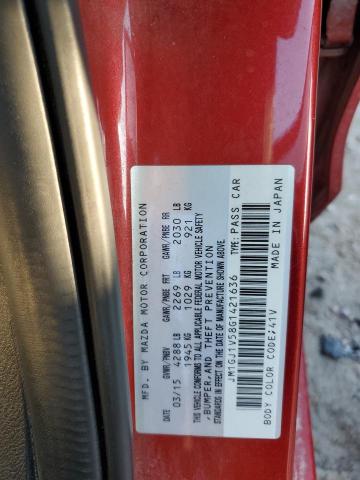 MFD. BY MAZDA MOTOR CORPORATION
GVWR/PNBV GAWR/PNBE FRT GAWR/PNBE RR
03/15 4288 LB 2269 LB 2030 LB
1945 KG 1029 KG 921 KG
THIS VEHICLE CONFORMS TO ALL APPLICABLE FEDERAL MOTOR VEHICLE SAFETY
,BUMPER,AND THEFT PREVENTION
STANDARDS IN EFFECT ON THE DATE OF MANUFACTURE SHOWN ABOVE.
JM1GJ1V58G1421636 TYPE: PASS CAR
BODY COLOR CODE:41V MADE IN JAPAN